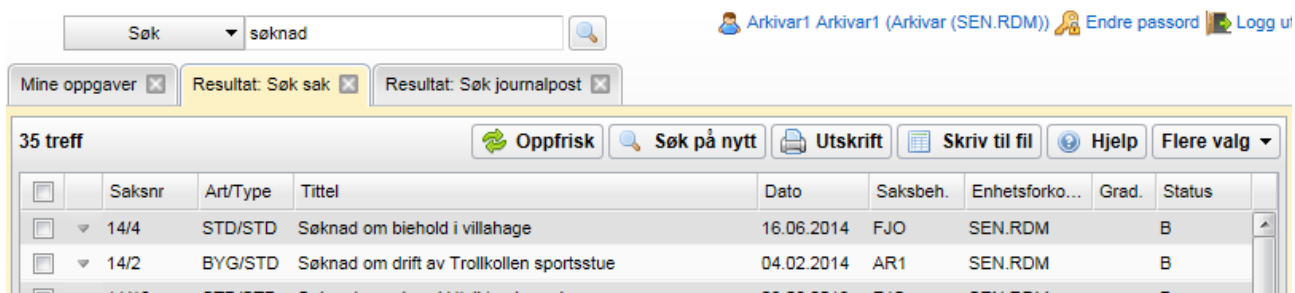 Søk søknad Arkivar1 Arkivar1 (Arkivar (SEN.RDM)) Endre passord Logg ut
Mine oppgaver Resultat: Søk sak Resultat: Søk journalpost
35 treff Oppfrisk Søk på nytt Utskrift Skriv til fil Hjelp Flere valg
Saksnr Art/Type Tittel Dato Saksbeh. Enhetsforko... Grad. Status
14/4 STD/STD Søknad om biehold i villahage 16.06.2014 FJO SEN.RDM B
14/2 BYG/STD Søknad om drift av Trollkollen sportsstue 04.02.2014 AR1 SEN.RDM B